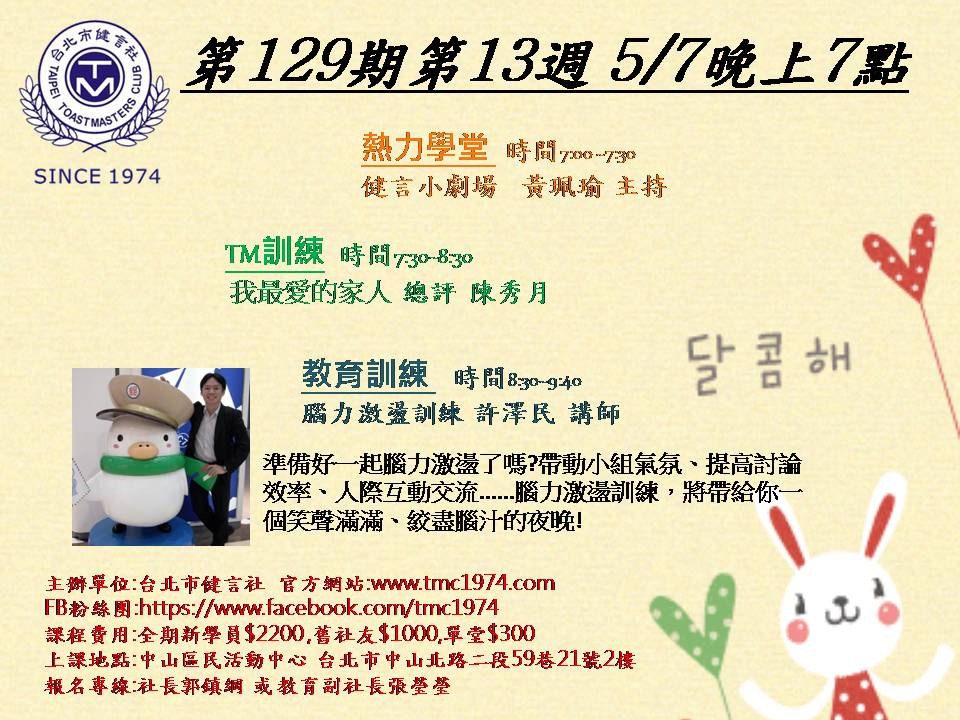 第129期第13週 5/7晚上7點
台北市健言社
TAIPEI TOASTMASTERS CLUB
TM
SINCE 1974
熱力學堂 時間7:00~7:30
健言小劇場 黃珮瑜 主持
TM訓練 時間7:30~8:30
我最愛的家人 總評 陳秀月
달콤해
教育訓練 時間8:30~9:40
腦力激盪訓練 許澤民 講師
準備好一起腦力激盪了嗎?帶動小組氣氛、提高討論
效率、人際互動交流......腦力激盪訓練，將帶給你一
個笑聲滿滿、絞盡腦汁的夜晚!
主辦單位:台北市健言社 官方網站:www.tmc1974.com
FB粉絲團:https://www.facebook.com/tmc1974
課程費用:全期新學員$2200,舊社友$1000,單堂$300
上課地點:中山區民活動中心 台北市中山北路二段59巷21號2樓
報名專線:社長郭鎮綱 或 教育副社長張瑩瑩